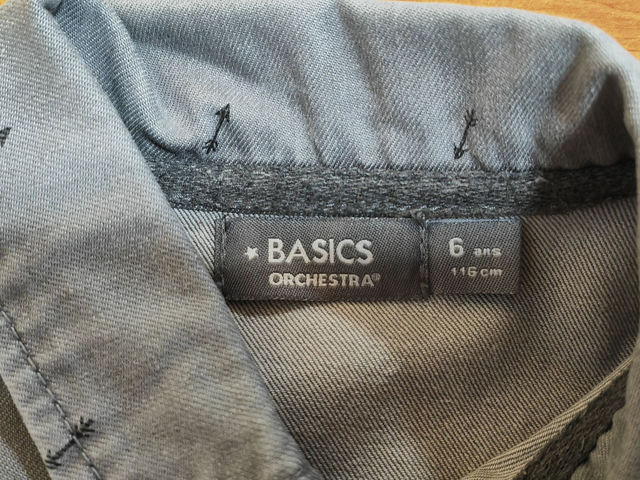 BASICS
ORCHESTRA®
6 ans
116 cm